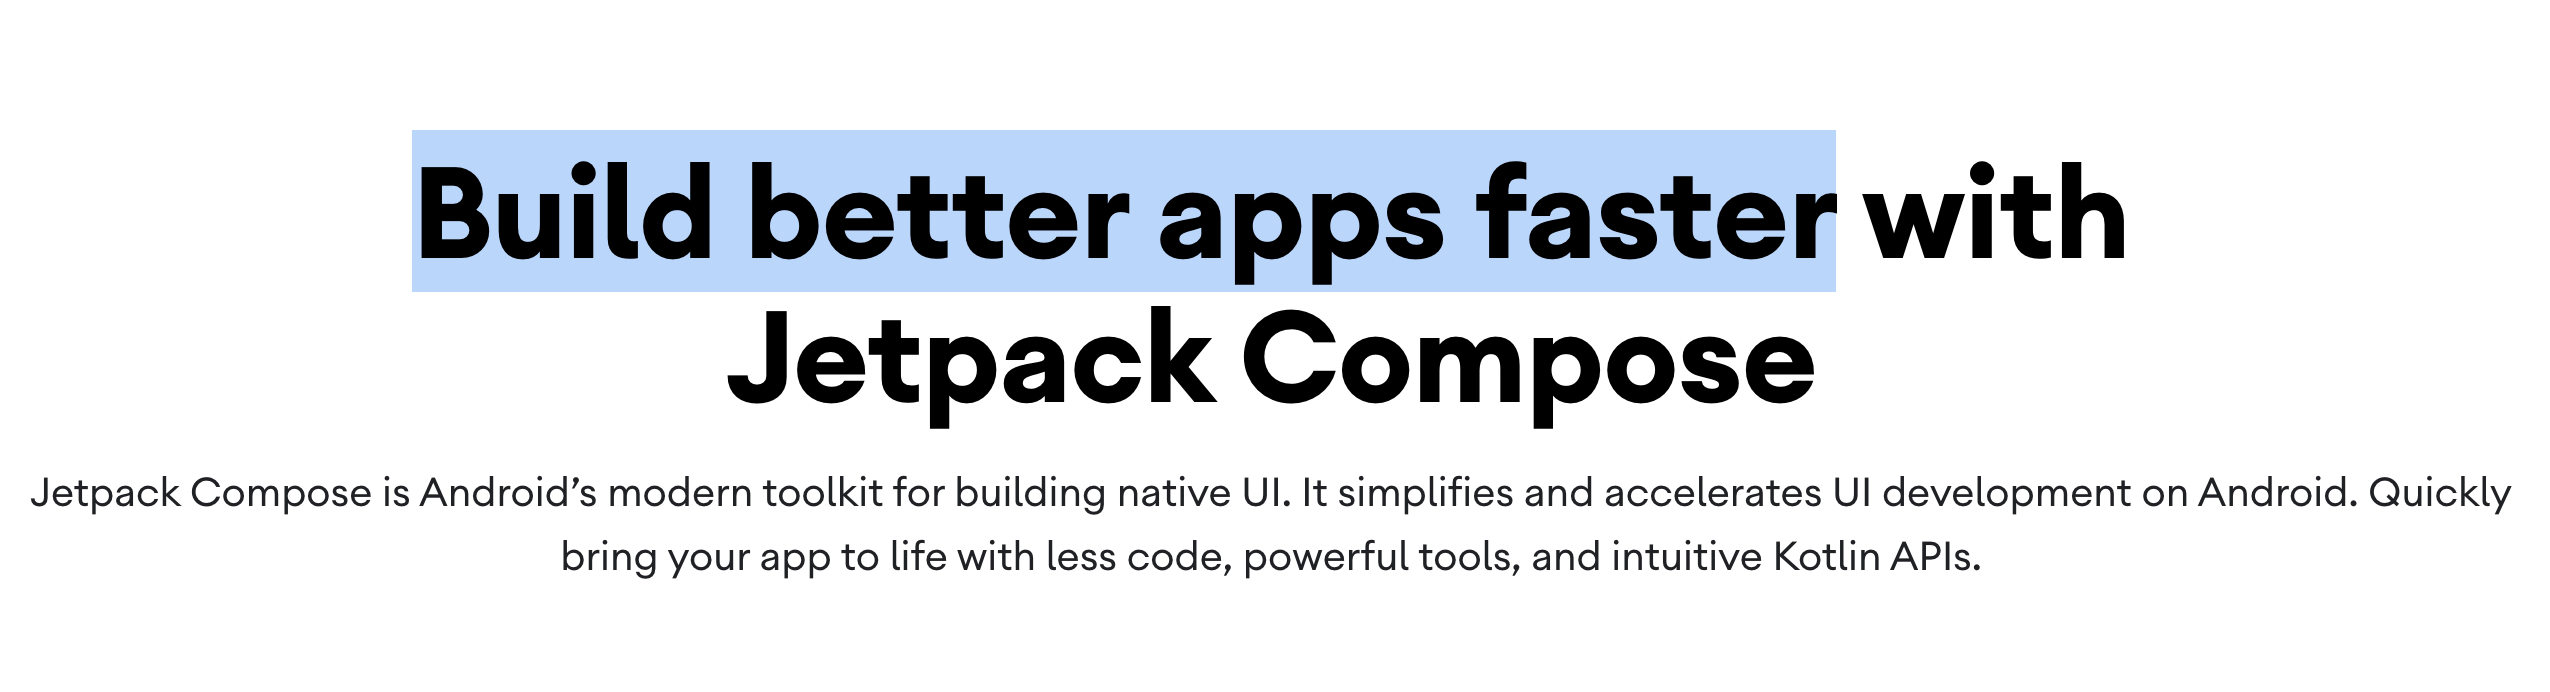 Build better apps faster with
Jetpack Compose
Jetpack Compose is Android’s modern toolkit for building native UI. It simplifies and accelerates UI development on Android. Quickly
bring your app to life with less code, powerful tools, and intuitive Kotlin APIs.